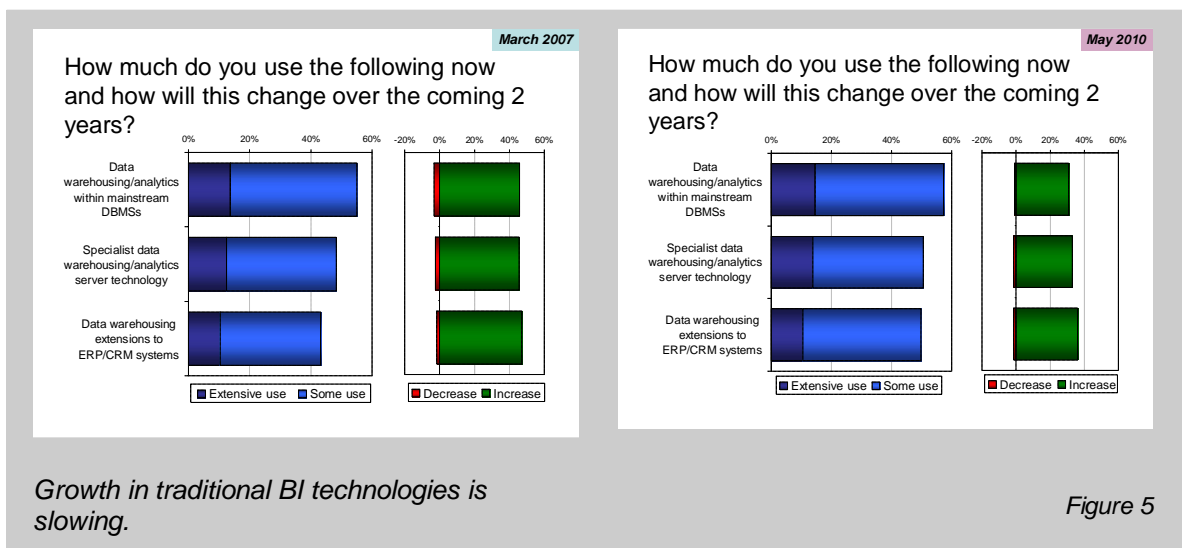 March 2007
How much do you use the following now
and how will this change over the coming 2
years?
0% 20% 40% 60% -20% 0% 20% 40% 60%
Data
warehousing/analytics
within mainstream
DBMSs
Specialist data
warehousing/analytics
server technology
Data warehousing
extensions to
ERP/CRM systems
Extensive use Some use
Decrease Increase
May 2010
How much do you use the following now
and how will this change over the coming 2
years?
0% 20% 40% 60% -20% 0% 20% 40% 60%
Data
warehousing/analytics
within mainstream
DBMSs
Specialist data
warehousing/analytics
server technology
Data warehousing
extensions to
ERP/CRM systems
Extensive use Some use
Decrease Increase
Growth in traditional BI technologies is
slowing.
Figure 5